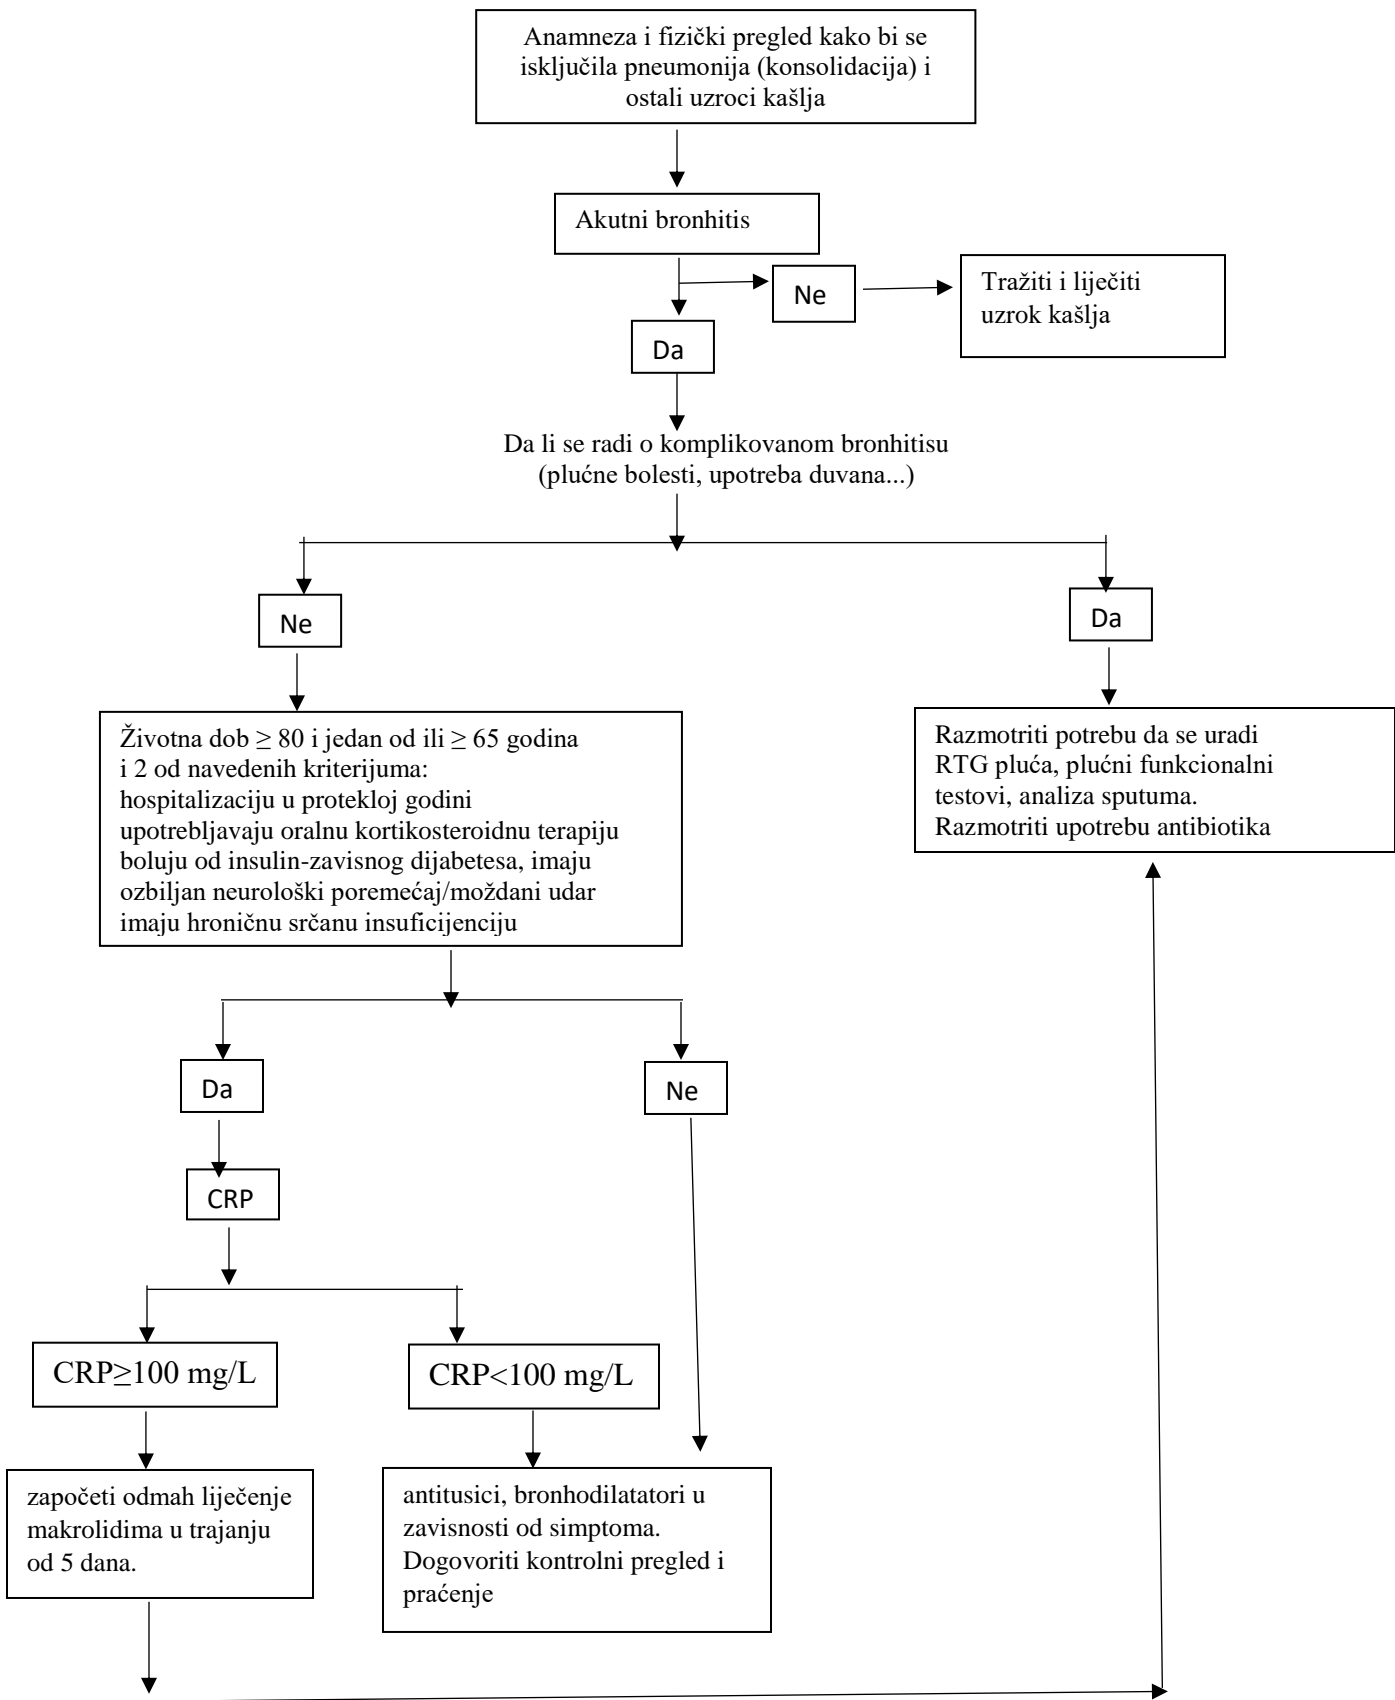 Anamneza i fizički pregled kako bi se
isključila pneumonija (konsolidacija) i
ostali uzroci kašlja
Akutni bronhitis
Ne
Tražiti i liječiti
uzrok kašlja
Da
Da li se radi o komplikovanom bronhitisu
(plućne bolesti, upotreba duvana...)
Ne
Da
Životna dob ≥ 80 i jedan od ili ≥ 65 godina
i 2 od navedenih kriterijuma:
hospitalizaciju u protekloj godini
upotrebljavaju oralnu kortikosteroidnu terapiju
boluju od insulin-zavisnog dijabetesa, imaju
ozbiljan neurološki poremećaj/moždani udar
imaju hroničnu srčanu insuficijenciju
Razmotriti potrebu da se uradi
RTG pluća, plućni funkcionalni
testovi, analiza sputuma.
Razmotriti upotrebu antibiotika
Da
Ne
CRP
CRP≥100 mg/L
CRP<100 mg/L
započeti odmah liječenje
makrolidima u trajanju
od 5 dana.
antitusici, bronhodilatatori u
zavisnosti od simptoma.
Dogovoriti kontrolni pregled i
praćenje